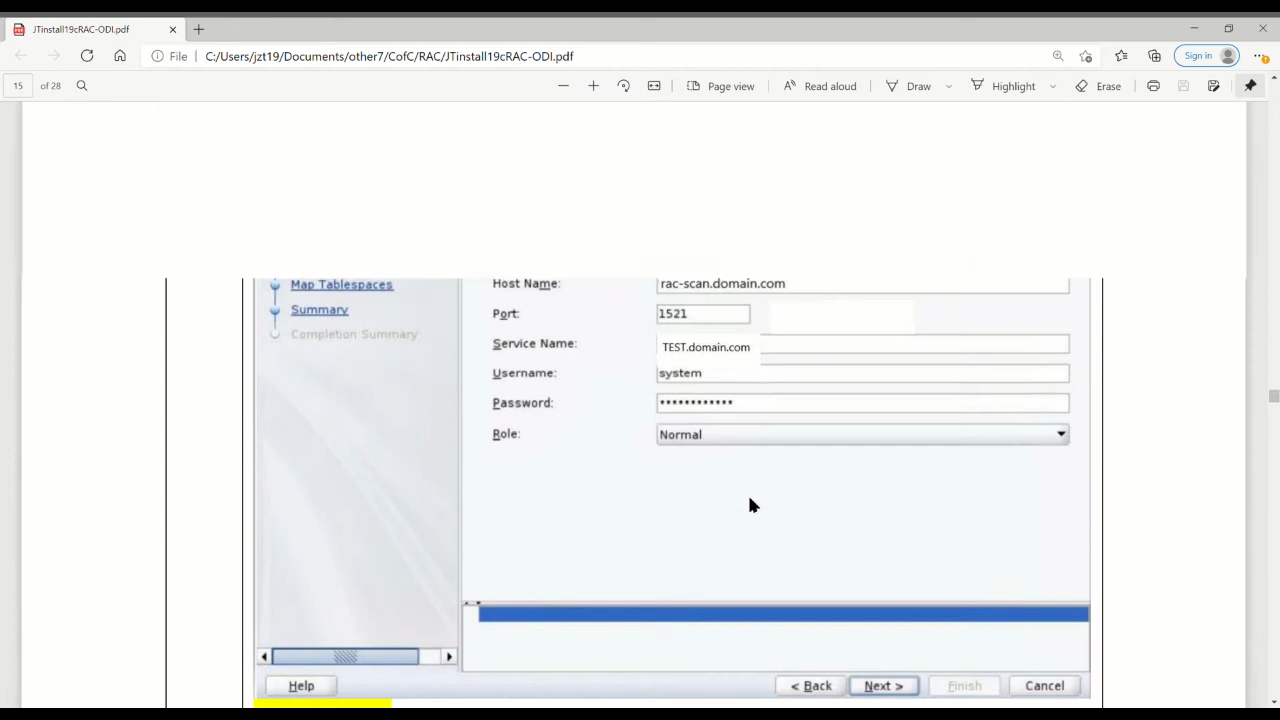 JTinstall19cRAC-ODI.pdf
File
C:/Users/jzt19/Documents/other7/CofC/RAC/JTinstall19cRAC-ODI.pdf
Sign in
15 of 28
Page view
Read aloud
Draw
Highlight
Erase
Map Tablespaces
Summary
Completion Summary
Host Name: rac-scan.domain.com
Port: 1521
Service Name: TEST.domain.com
Username: system
Password: ••••••••••••
Role: Normal
Help
< Back
Next >
Finish
Cancel